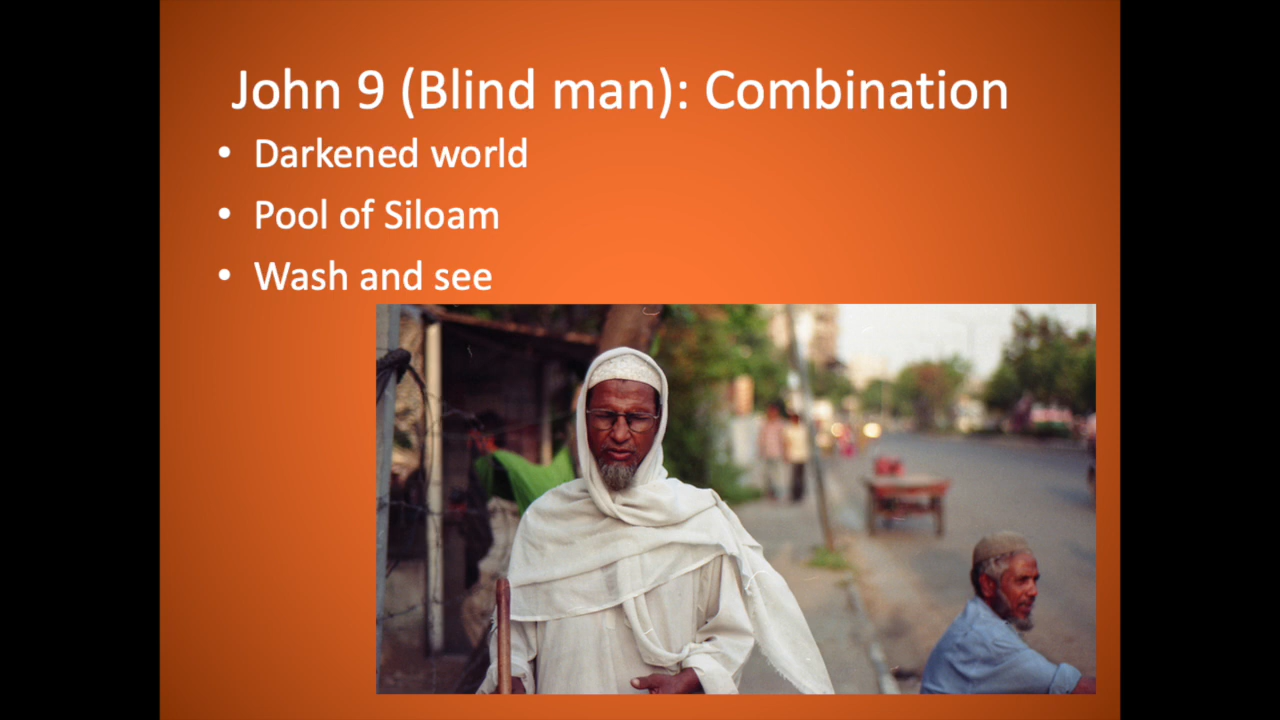 John 9 (Blind man): Combination
• Darkened world
• Pool of Siloam
• Wash and see